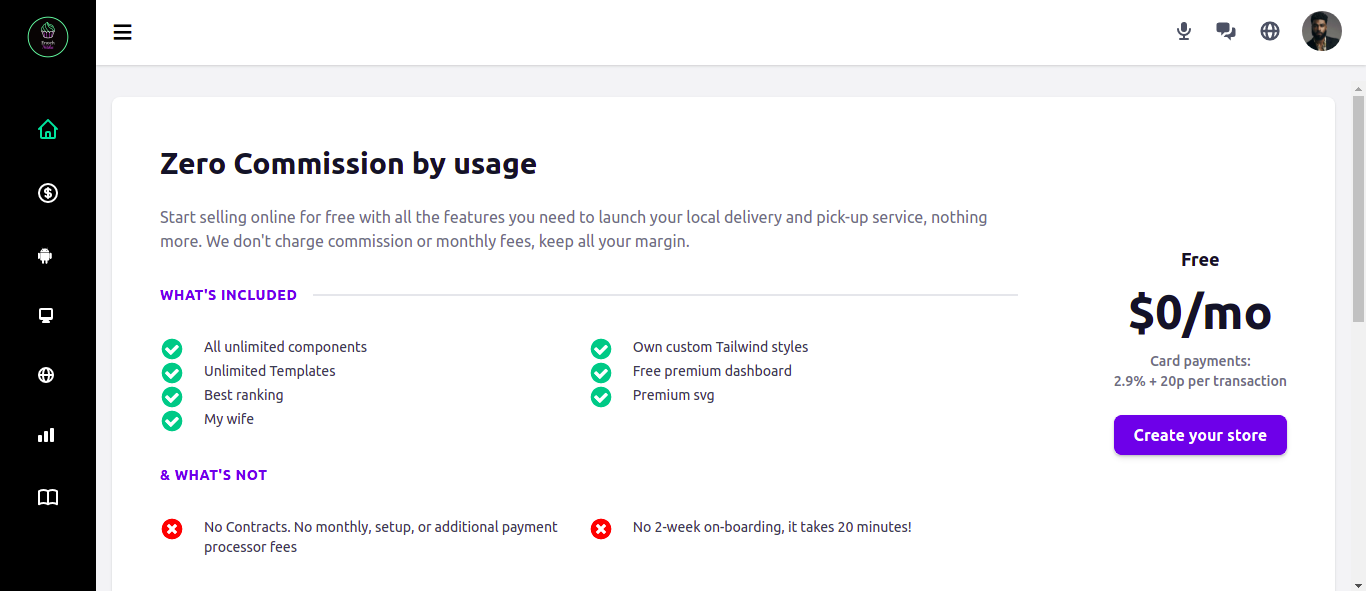 Zero Commission by usage
Start selling online for free with all the features you need to launch your local delivery and pick-up service, nothing
more. We don't charge commission or monthly fees, keep all your margin.
WHAT'S INCLUDED
All unlimited components
Unlimited Templates
Best ranking
My wife
Own custom Tailwind styles
Free premium dashboard
Premium svg
& WHAT'S NOT
No Contracts. No monthly, setup, or additional payment
processor fees
No 2-week on-boarding, it takes 20 minutes!
Free
$0/mo
Card payments:
2.9% + 20p per transaction
Create your store